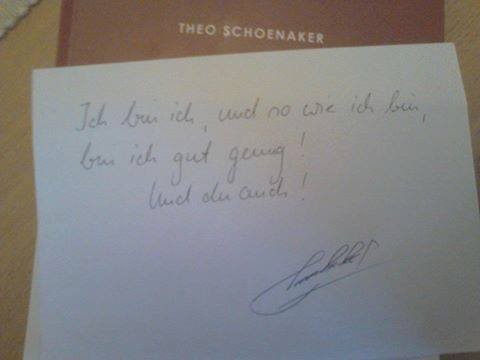 THEO SCHOENAKER
Ich bin ich, und so wie ich bin,
bin ich gut genug!
Und du auch!